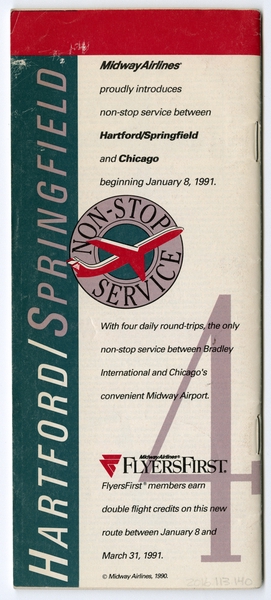 MidwayAirlines®
proudly introduces
non-stop service between
Hartford/Springfield
and Chicago
beginning January 8, 1991.
HARTFORD/SPRINGFIELD
NON-STOP
SERVICE
With four daily round-trips, the only
non-stop service between Bradley
International and Chicago's
convenient Midway Airport.
4
MidwayAirlines®
FLYERSFIRST.
FlyersFirst® members earn
double flight credits on this new
route between January 8 and
March 31, 1991.
© Midway Airlines, 1990.